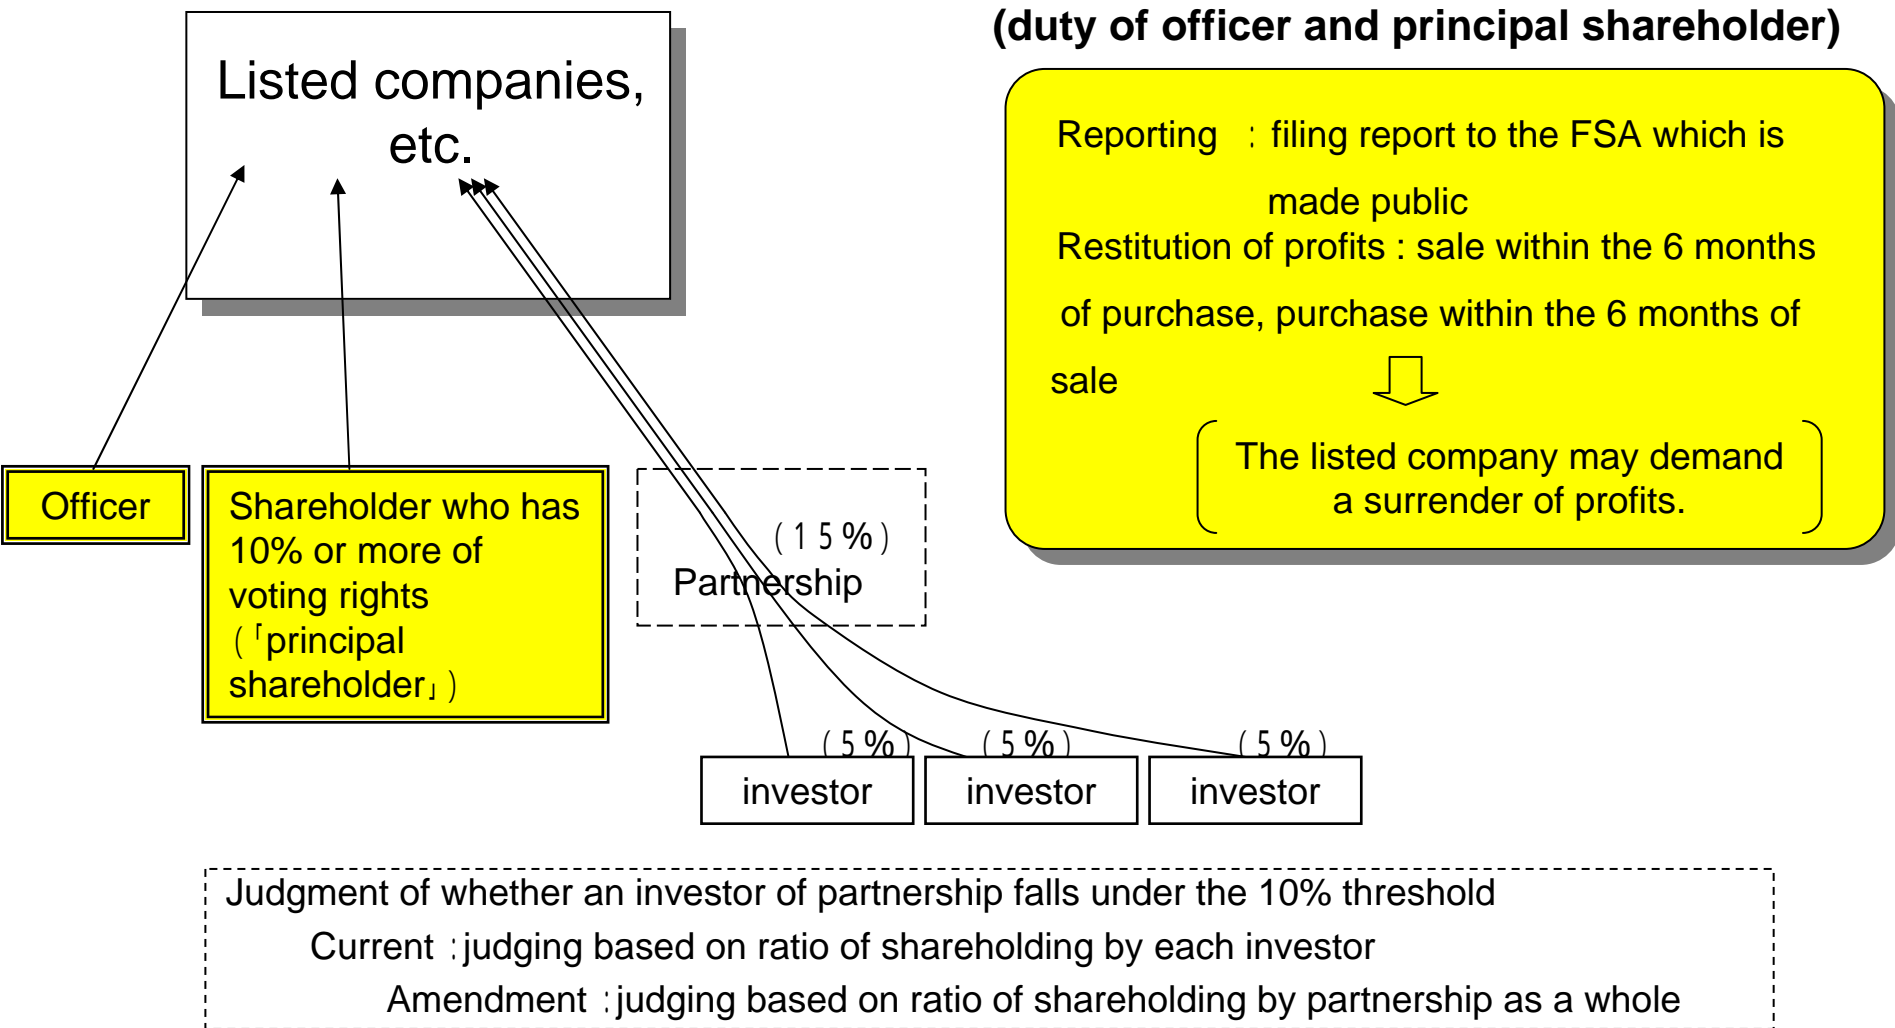 (duty of officer and principal shareholder)
Listed companies,
etc.
Reporting : filing report to the FSA which is
made public
Restitution of profits : sale within the 6 months
of purchase, purchase within the 6 months of
sale
The listed company may demand
a surrender of profits.
Officer
Shareholder who has
10% or more of
voting rights
(「principal
shareholder」)
(15%)
Partnership
(5%)
(5%)
(5%)
investor
investor
investor
Judgment of whether an investor of partnership falls under the 10% threshold
Current :judging based on ratio of shareholding by each investor
Amendment :judging based on ratio of shareholding by partnership as a whole